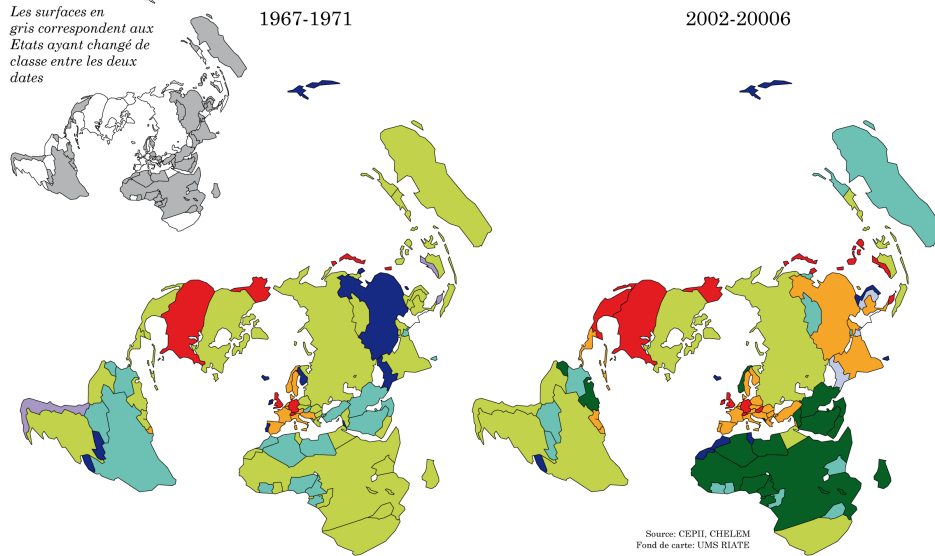 Les surfaces en
gris correspondent aux
Etats ayant changé de
classe entre les deux
dates
1967-1971
2002-20006
Source: CEPII, CHELEM
Fond de carte: UMS RIATE